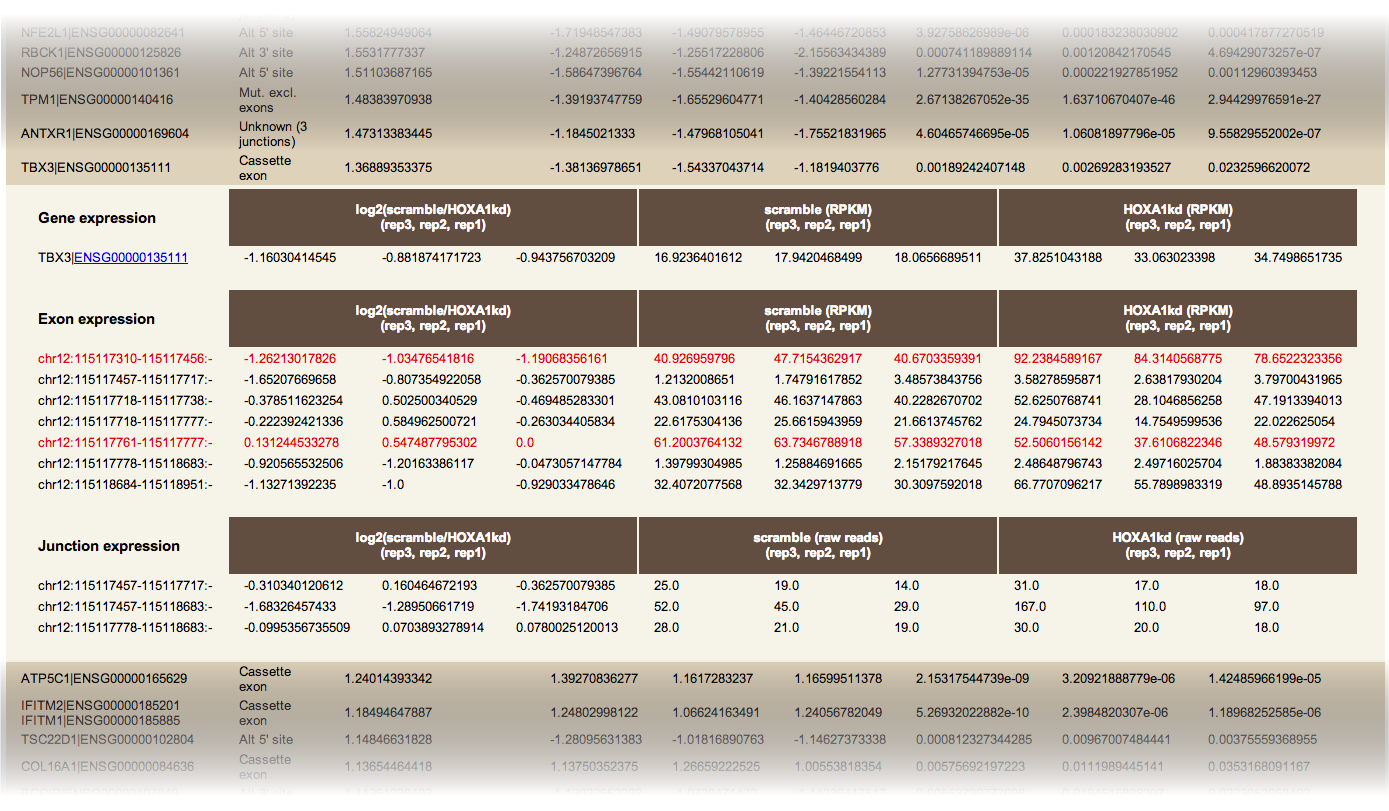 NFE2L1|ENSG00000082641 Alt 5' site 1.55824949064 -1.71948547383 -1.49079578955 -1.46446720853 3.92758626989e-06 0.000183238030902 0.000417877270519
RBCK1|ENSG00000125826 Alt 3' site 1.5531777337 -1.24872656915 -1.25517228806 -2.15563434389 0.000741189889114 0.00120842170545 4.69429073257e-07
NOP56|ENSG00000101361 Alt 5' site 1.51103687165 -1.58647396764 -1.55442110619 -1.39221554113 1.27731394753e-05 0.000221927851952 0.00112960393453
TPM1|ENSG00000140416 Mut. excl. exons 1.48383970938 -1.39193747759 -1.65529604771 -1.40428560284 2.67138267052e-35 1.63710670407e-46 2.94429976591e-27
ANTXR1|ENSG00000169604 Unknown (3 junctions) 1.47313383445 -1.1845021333 -1.47968105041 -1.75521831965 4.60465746695e-05 1.06081897796e-05 9.55829552002e-07
TBX3|ENSG00000135111 Cassette exon 1.36889353375 -1.38136978651 -1.54337043714 -1.1819403776 0.00189242407148 0.00269283193527 0.0232596620072
Gene expression log2(scramble/HOXA1kd) (rep3, rep2, rep1) scramble (RPKM) (rep3, rep2, rep1) HOXA1kd (RPKM) (rep3, rep2, rep1)
TBX3|ENSG00000135111 -1.16030414545 -0.881874171723 -0.943756703209 16.9236401612 17.9420468499 18.0656689511 37.8251043188 33.063023398 34.7498651735
Exon expression log2(scramble/HOXA1kd) (rep3, rep2, rep1) scramble (RPKM) (rep3, rep2, rep1) HOXA1kd (RPKM) (rep3, rep2, rep1)
chr12:115117310-115117456:- -1.26213017826 -1.03476541816 -1.19068356161 40.926959796 47.7154362917 40.6703359391 92.2384589167 84.3140568775 78.6522323356
chr12:115117457-115117717:- -1.65207669658 -0.807354922058 -0.362570079385 1.2132008651 1.74791617852 3.48573843756 3.58278595871 2.63817930204 3.79700431965
chr12:115117718-115117738:- -0.378511623254 0.502500340529 -0.469485283301 43.0810103116 46.1637147863 40.2282670702 52.6250768741 28.1046856258 47.1913394013
chr12:115117718-115117777:- -0.222392421336 0.584962500721 -0.263034405834 22.6175304136 25.6615943959 21.6613745762 24.7945073734 14.7549599536 22.022625054
chr12:115117761-115117777:- 0.131244533278 0.547487795302 0.0 61.2003764132 63.7346788918 57.3389327018 52.5060156142 37.6106822346 48.579319972
chr12:115117778-115118683:- -0.920565532506 -1.20163386117 -0.0473057147784 1.39799304985 1.25884691665 2.15179217645 2.48648796743 2.49716025704 1.88383382084
chr12:115118684-115118951:- -1.13271392235 -1.0 -0.929033478646 32.4072077568 32.3429713779 30.3097592018 66.7707096217 55.7898983319 48.8935145788
Junction expression log2(scramble/HOXA1kd) (rep3, rep2, rep1) scramble (raw reads) (rep3, rep2, rep1) HOXA1kd (raw reads) (rep3, rep2, rep1)
chr12:115117457-115117717:- -0.310340120612 0.160464672193 -0.362570079385 25.0 19.0 14.0 31.0 17.0 18.0
chr12:115117457-115118683:- -1.68326457433 -1.28950661719 -1.74193184706 52.0 45.0 29.0 167.0 110.0 97.0
chr12:115117778-115118683:- -0.0995356735509 0.0703893278914 0.0780025120013 28.0 21.0 19.0 30.0 20.0 18.0
ATP5C1|ENSG00000165629 Cassette exon 1.24014393342 1.39270836277 1.1617283237 1.16599511378 2.15317544739e-09 3.20921888779e-06 1.42485966199e-05
IFITM2|ENSG00000185201 IFITM1|ENSG00000185885 Cassette exon 1.18494647887 1.24802998122 1.06624163491 1.24056782049 5.26932022882e-10 2.3984820307e-06 1.18968252585e-06
TSC22D1|ENSG00000102804 Alt 5' site 1.14846631828 -1.28095631383 -1.01816890763 -1.14627373338 0.000812327344285 0.00967007484441 0.00375559368955
COL16A1|ENSG00000084636 Cassette exon 1.13654464418 1.13750352375 1.26659222525 1.00553818354 0.00575692197223 0.0111989445141 0.0353168091167